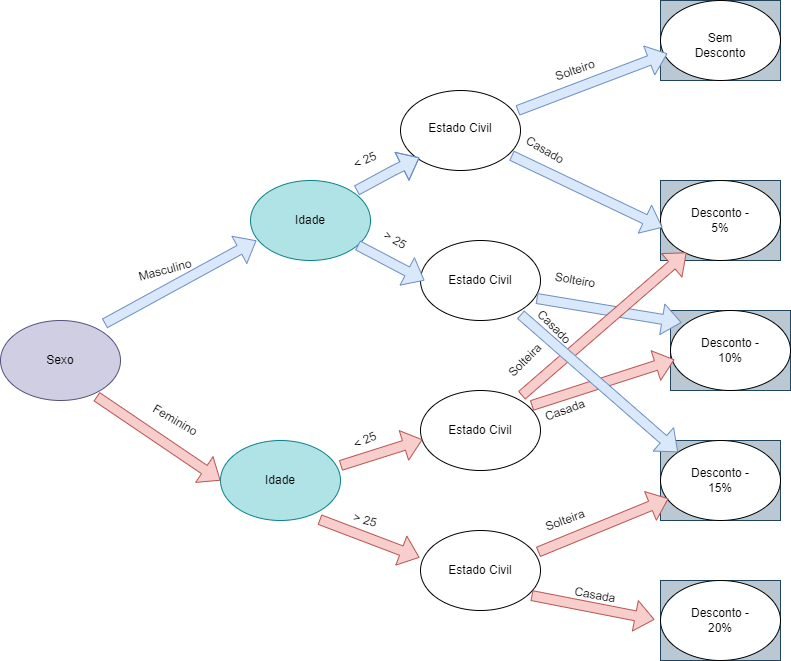 Sem
Desconto
Solteiro
< 25
Estado Civil
Casado
Idade
Desconto -
5%
> 25
Masculino
Estado Civil
Solteiro
Casado
Desconto -
10%
Sexo
Solteira
Casada
Feminino
< 25
Estado Civil
Idade
Desconto -
15%
> 25
Solteira
Estado Civil
Casada
Desconto -
20%